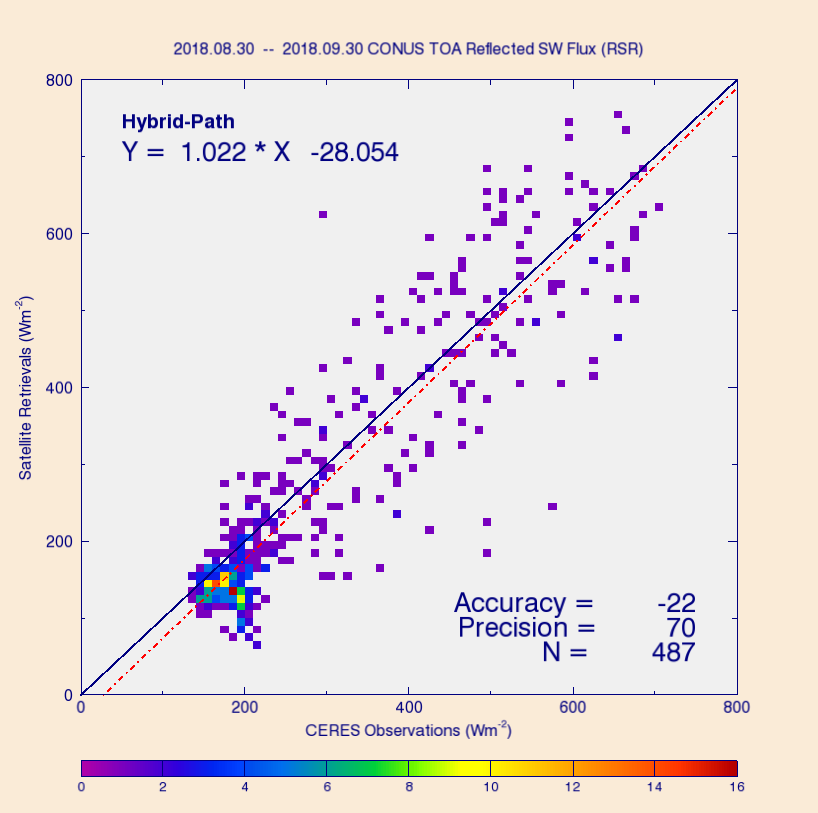 2018.08.30 -- 2018.09.30 CONUS TOA Reflected SW Flux (RSR)
800
Hybrid-Path
Y = 1.022 * X -28.054
600
Satellite Retrievals (Wm⁻²)
400
200
Accuracy = -22
Precision = 70
N = 487
0
0 200 400 600 800
CERES Observations (Wm⁻²)
0 2 4 6 8 10 12 14 16